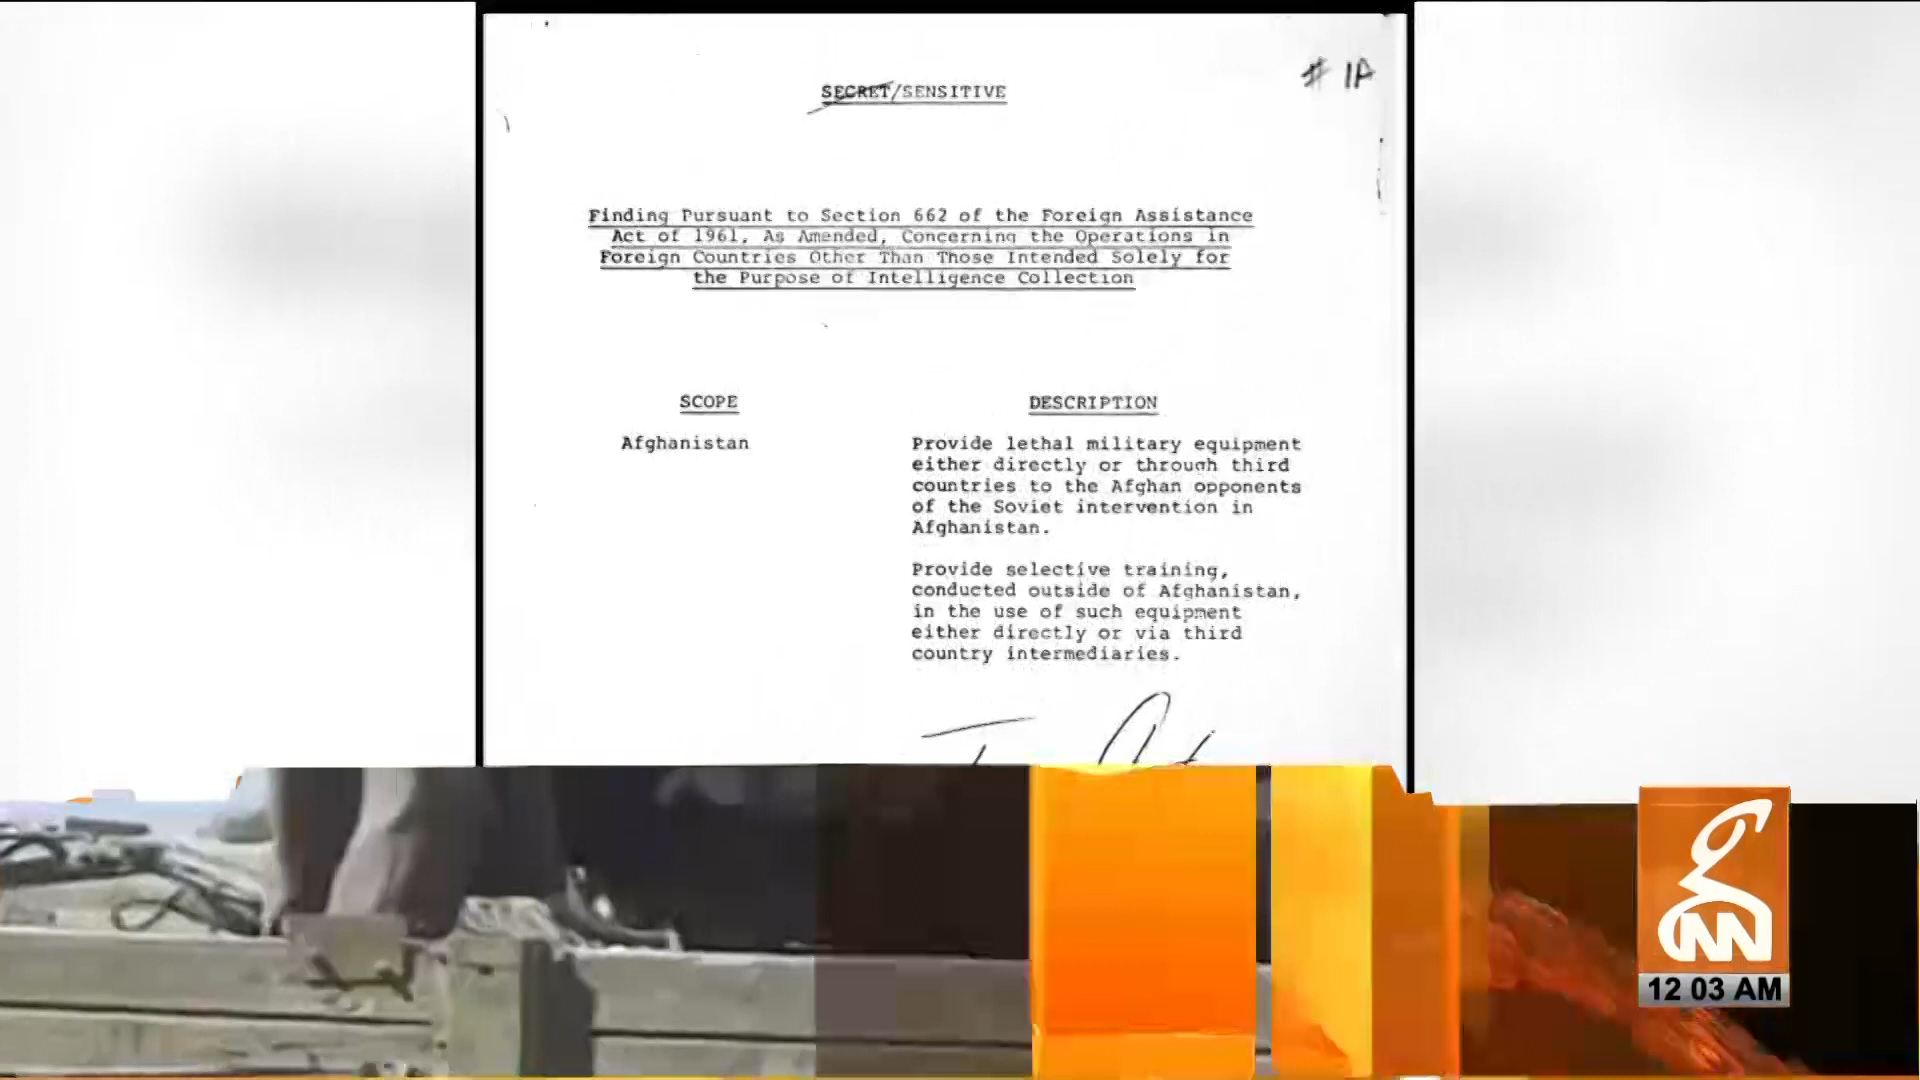 # 1A
SECRET/SENSITIVE
Finding Pursuant to Section 662 of the Foreign Assistance
Act of 1961, As Amended, Concerning the Operations in
Foreign Countries Other Than Those Intended Solely for
the Purpose of Intelligence Collection
SCOPE
DESCRIPTION
Afghanistan
Provide lethal military equipment
either directly or through third
countries to the Afghan opponents
of the Soviet intervention in
Afghanistan.
Provide selective training,
conducted outside of Afghanistan,
in the use of such equipment
either directly or via third
country intermediaries.
GNN
12 03 AM